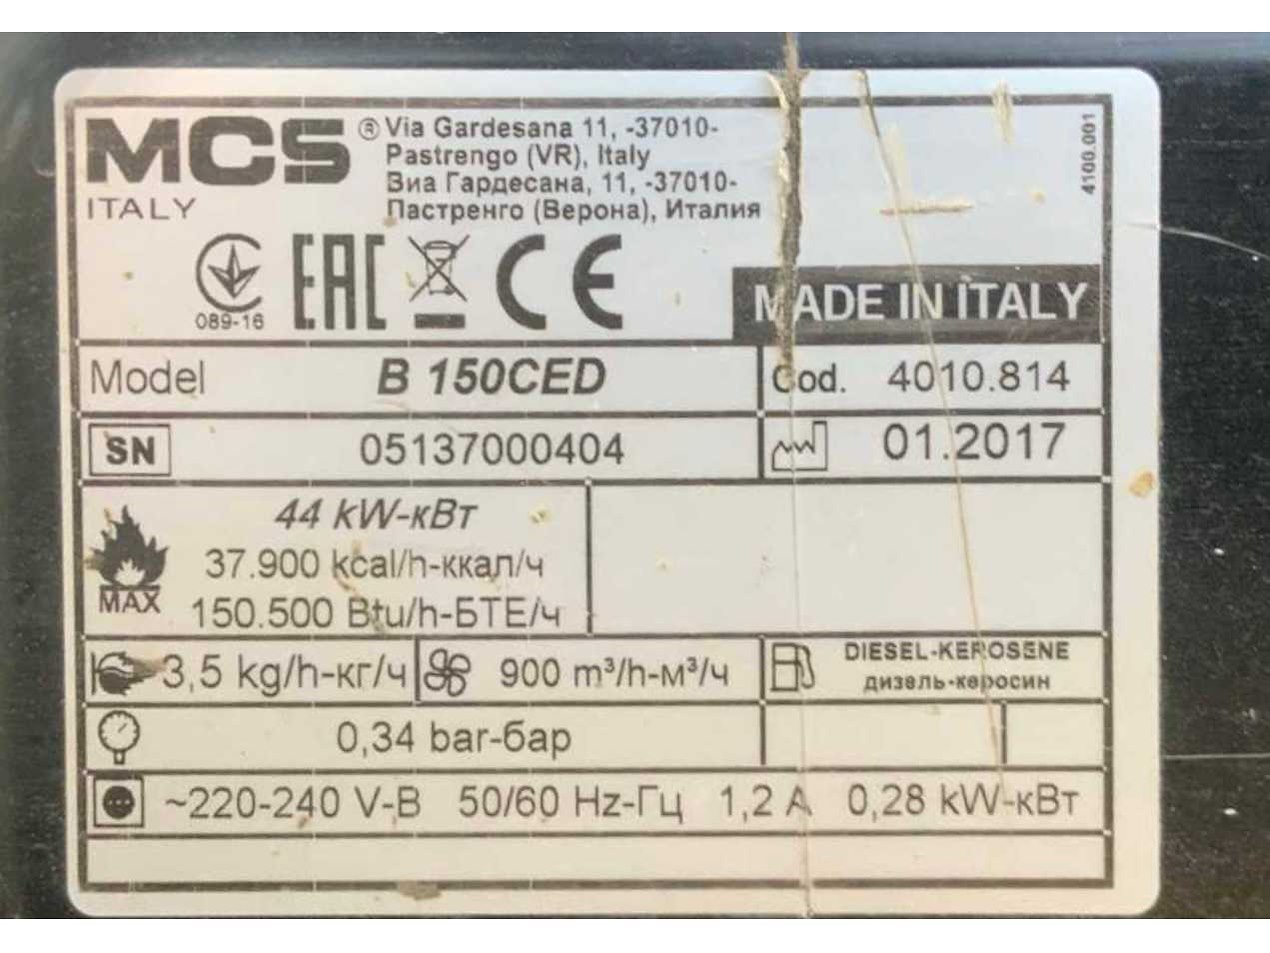 MCS ® Via Gardesana 11, -37010-
Pastrengo (VR), Italy
Виа Гардесана, 11, -37010-
ITALY Пастренго (Верона), Италия
4100.001
089-16 EAC CE
MADE IN ITALY
Model B 150CED Cod. 4010.814
SN 05137000404 01.2017
44 kW-кВт
37.900 kcal/h-ккал/ч
MAX 150.500 Btu/h-БТЕ/ч
3,5 kg/h-кг/ч 900 m³/h-м³/ч DIESEL-KEROSENE
дизель-керосин
0,34 bar-бар
~220-240 V-В 50/60 Hz-Гц 1,2 A 0,28 kW-кВт